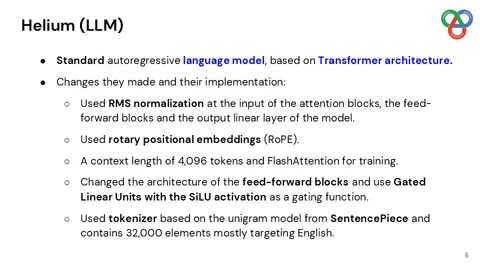 Helium (LLM)
● Standard autoregressive language model, based on Transformer architecture.
● Changes they made and their implementation:
○ Used RMS normalization at the input of the attention blocks, the feed-
forward blocks and the output linear layer of the model.
○ Used rotary positional embeddings (RoPE).
○ A context length of 4,096 tokens and FlashAttention for training.
○ Changed the architecture of the feed-forward blocks and use Gated
Linear Units with the SiLU activation as a gating function.
○ Used tokenizer based on the unigram model from SentencePiece and
contains 32,000 elements mostly targeting English.
6